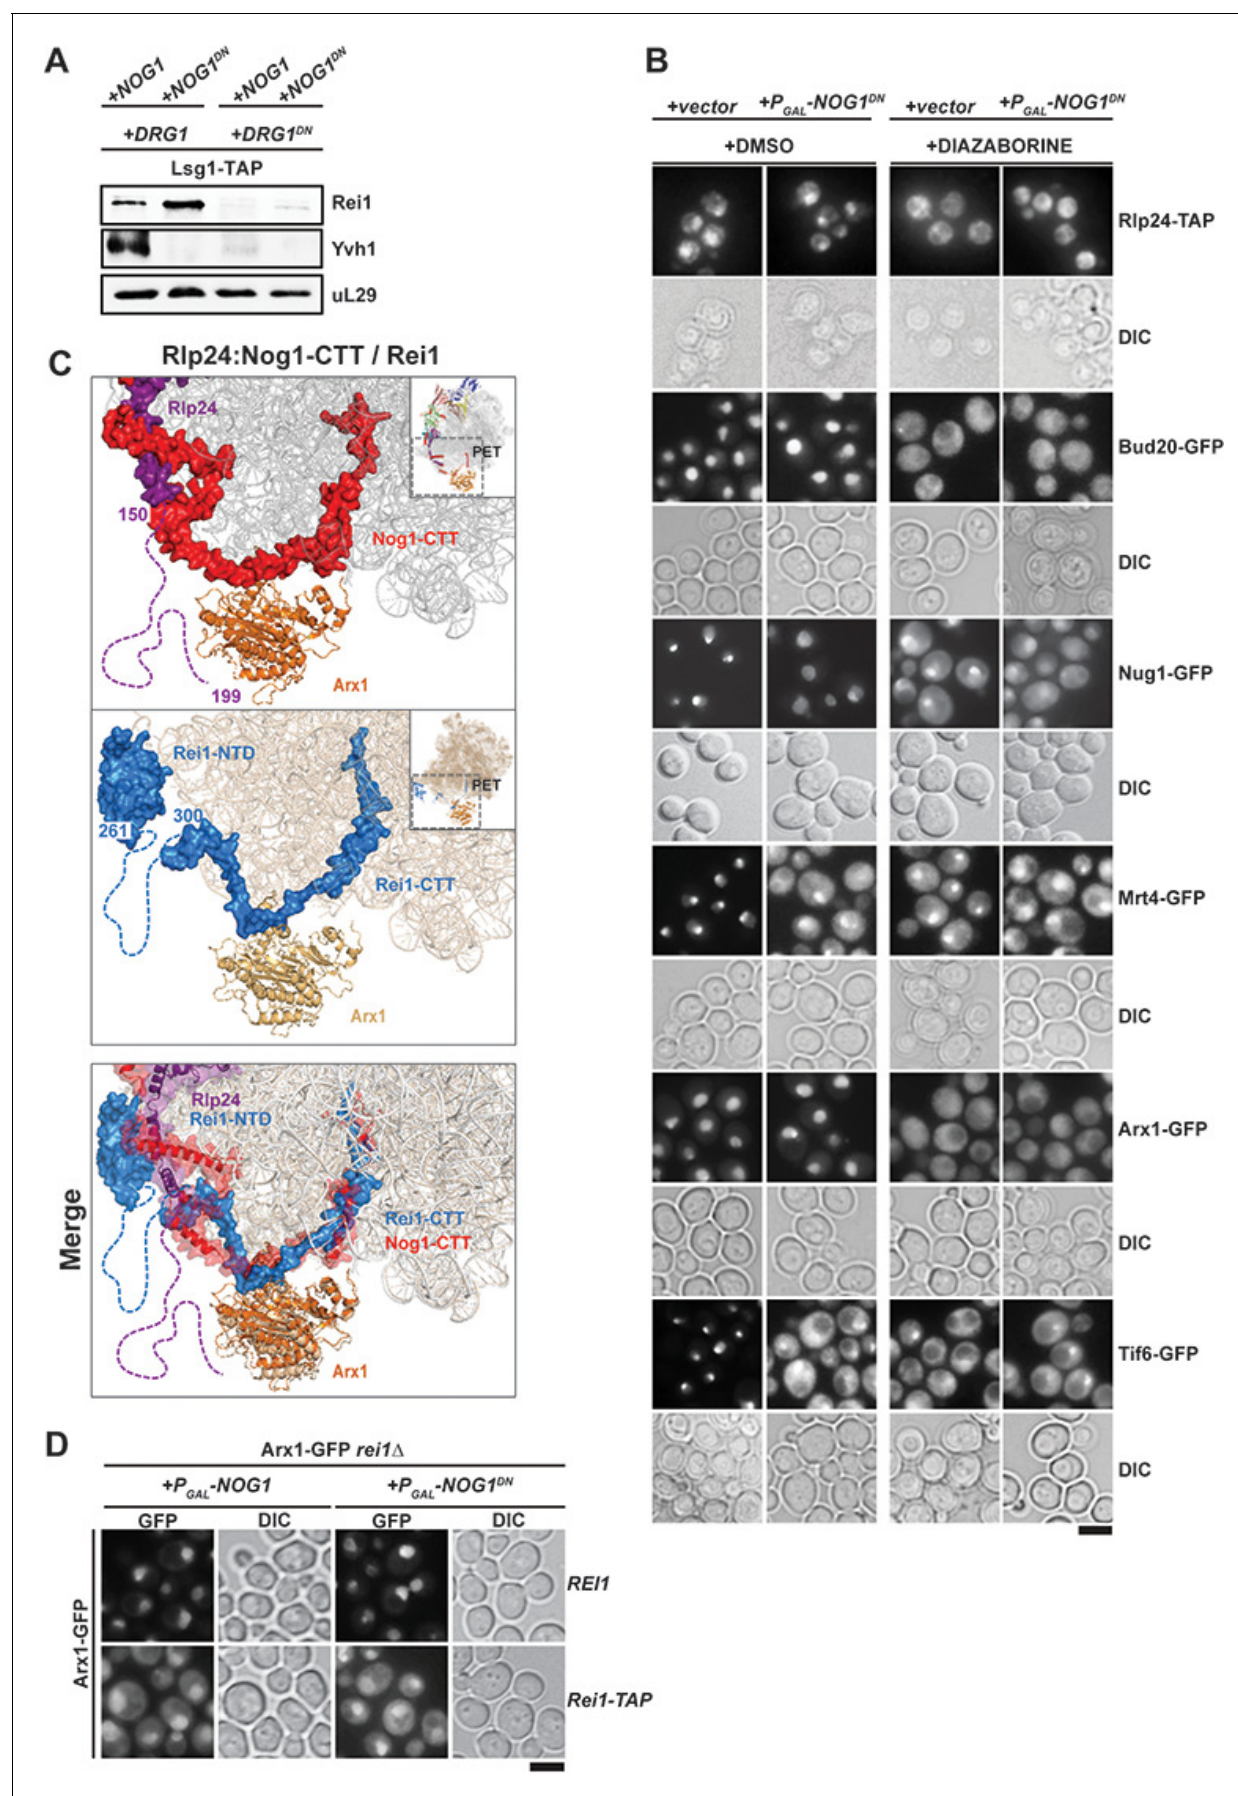 A
+NOG1 +NOG1DN +NOG1 +NOG1DN
+DRG1 +DRG1DN
Lsg1-TAP
Rei1
Yvh1
uL29
B
+vector +PGAL-NOG1DN +vector +PGAL-NOG1DN
+DMSO +DIAZABORINE
Rlp24-TAP
DIC
Bud20-GFP
DIC
Nug1-GFP
DIC
Mrt4-GFP
DIC
Arx1-GFP
DIC
Tif6-GFP
DIC
C
Rlp24:Nog1-CTT / Rei1
Rlp24
PET
150
Nog1-CTT
Arx1
199
Rei1-NTD
PET
261
300
Rei1-CTT
Arx1
Merge
Rlp24
Rei1-NTD
Rei1-CTT
Nog1-CTT
Arx1
D
Arx1-GFP rei1Δ
+PGAL-NOG1 +PGAL-NOG1DN
GFP DIC GFP DIC
Arx1-GFP
REI1
Rei1-TAP